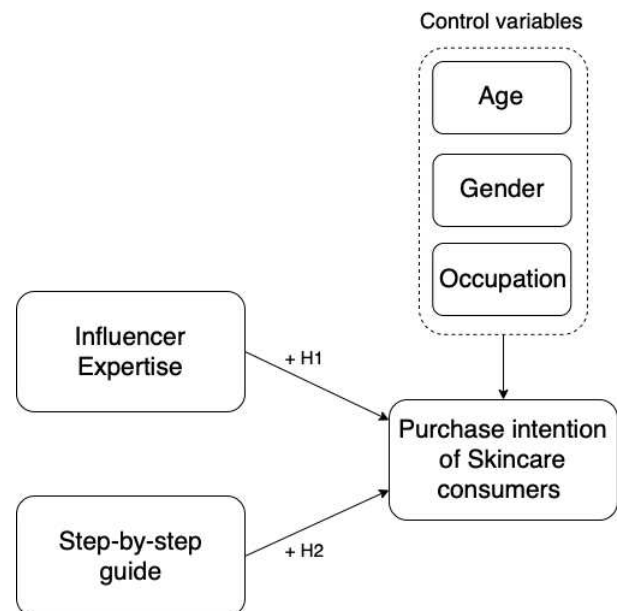 Control variables
Age
Gender
Occupation
Influencer
Expertise
+ H1
Purchase intention
of Skincare
consumers
Step-by-step
guide
+ H2